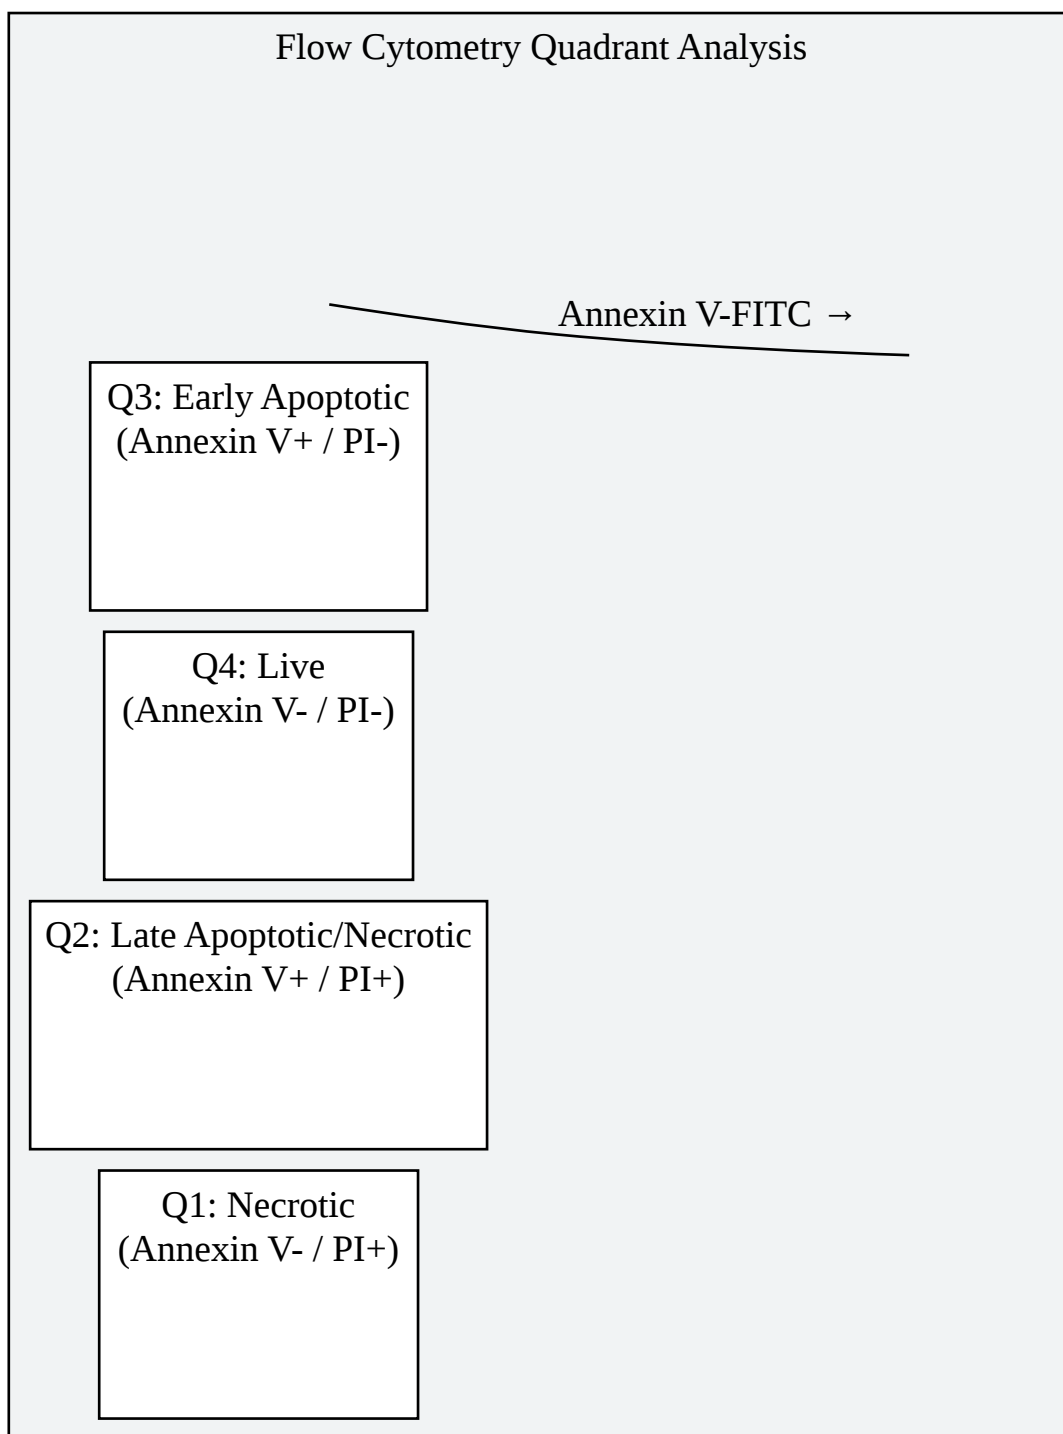 Flow Cytometry Quadrant Analysis
Annexin V-FITC →
Q3: Early Apoptotic
(Annexin V+ / PI-)
Q4: Live
(Annexin V- / PI-)
Q2: Late Apoptotic/Necrotic
(Annexin V+ / PI+)
Q1: Necrotic
(Annexin V- / PI+)